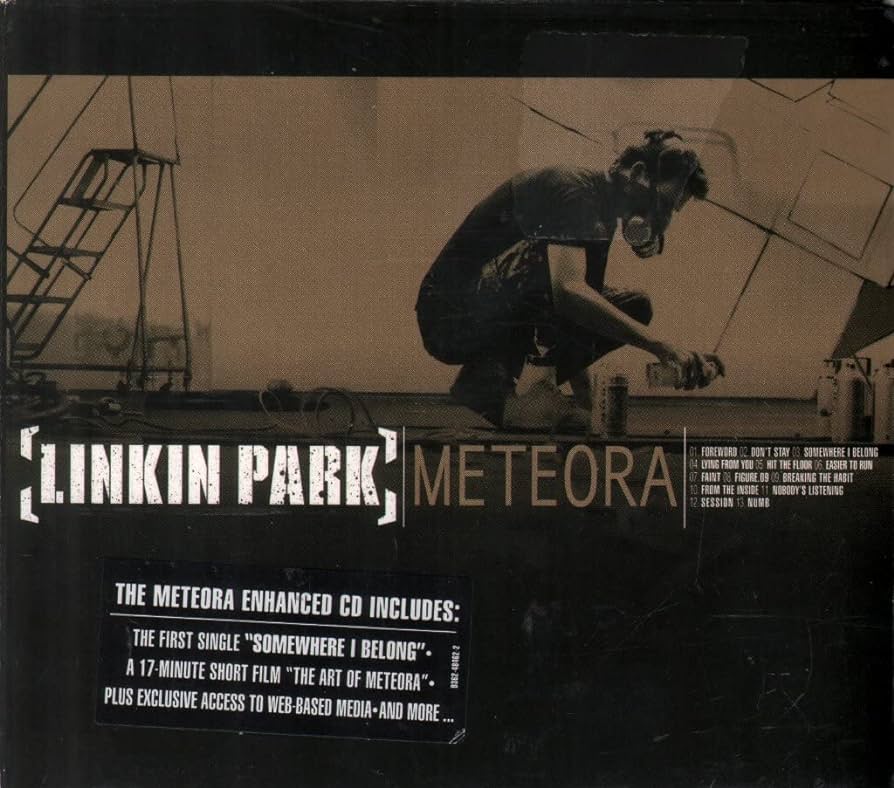 [LINKIN PARK]
METEORA
01. FOREWORD 02. DON'T STAY 03. SOMEWHERE I BELONG
04. LYING FROM YOU 05. HIT THE FLOOR 06. EASIER TO RUN
07. FAINT 08. FIGURE.09 09. BREAKING THE HABIT
10. FROM THE INSIDE 11. NOBODY'S LISTENING
12. SESSION 13. NUMB
THE METEORA ENHANCED CD INCLUDES:
THE FIRST SINGLE "SOMEWHERE I BELONG"•
A 17-MINUTE SHORT FILM "THE ART OF METEORA"•
PLUS EXCLUSIVE ACCESS TO WEB-BASED MEDIA•AND MORE ...
9362-48462-2